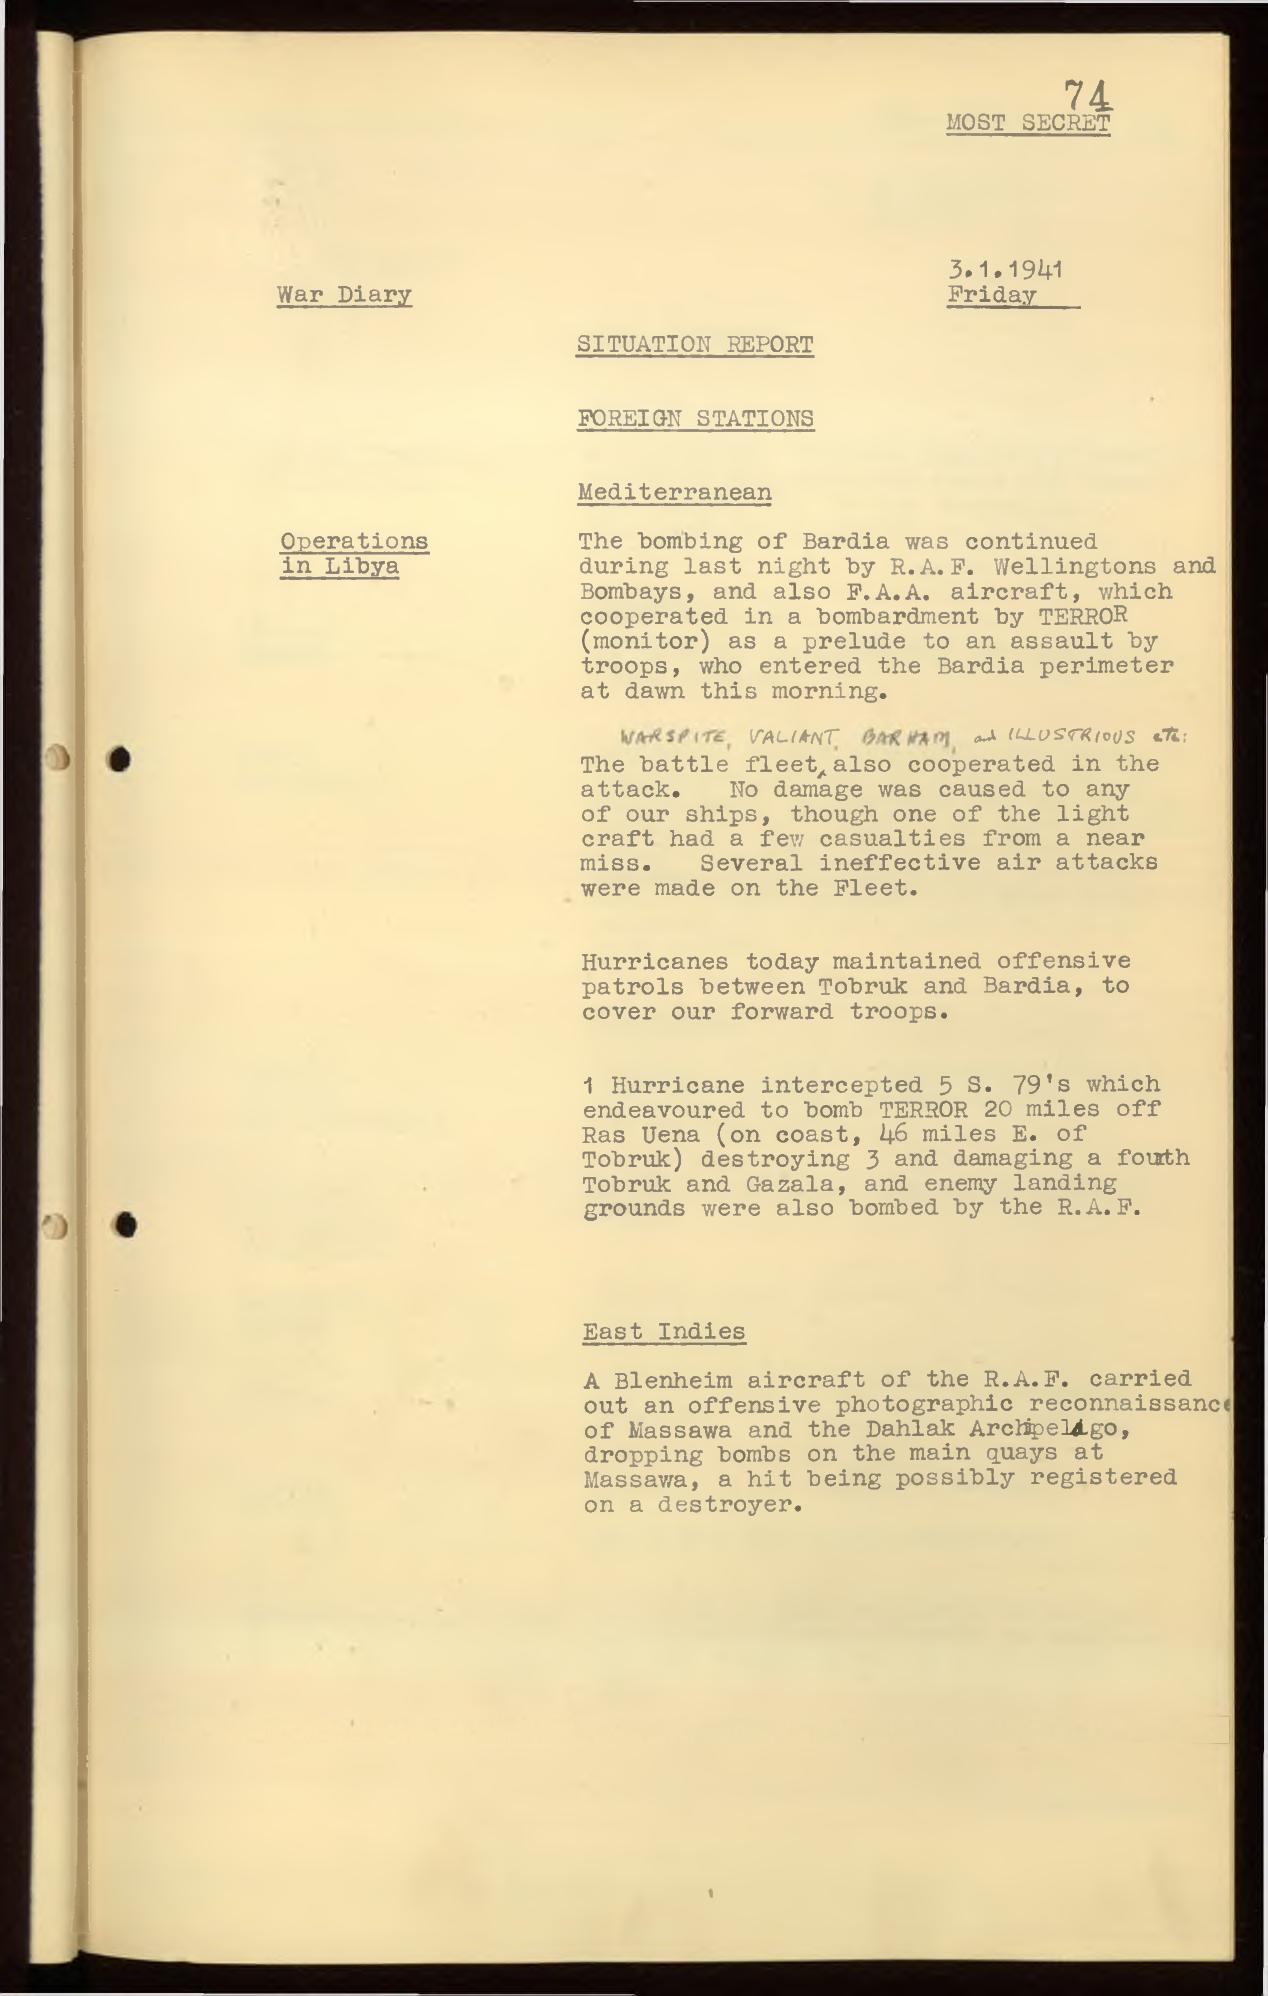 74
MOST SECRET
3.1.1941
War Diary
Friday
SITUATION REPORT
FOREIGN STATIONS
Mediterranean
Operations
in Libya
The bombing of Bardia was continued
during last night by R.A.F. Wellingtons and
Bombays, and also F.A.A. aircraft, which
cooperated in a bombardment by TERROR
(monitor) as a prelude to an assault by
troops, who entered the Bardia perimeter
at dawn this morning.
WARSPITE, VALIANT, BARHAM, and ILLUSTRIOUS etc:
The battle fleet, also cooperated in the
attack. No damage was caused to any
of our ships, though one of the light
craft had a few casualties from a near
miss. Several ineffective air attacks
were made on the Fleet.
Hurricanes today maintained offensive
patrols between Tobruk and Bardia, to
cover our forward troops.
1 Hurricane intercepted 5 S. 79's which
endeavoured to bomb TERROR 20 miles off
Ras Uena (on coast, 46 miles E. of
Tobruk) destroying 3 and damaging a fourth
Tobruk and Gazala, and enemy landing
grounds were also bombed by the R.A.F.
East Indies
A Blenheim aircraft of the R.A.F. carried
out an offensive photographic reconnaissance
of Massawa and the Dahlak Archipelago,
dropping bombs on the main quays at
Massawa, a hit being possibly registered
on a destroyer.